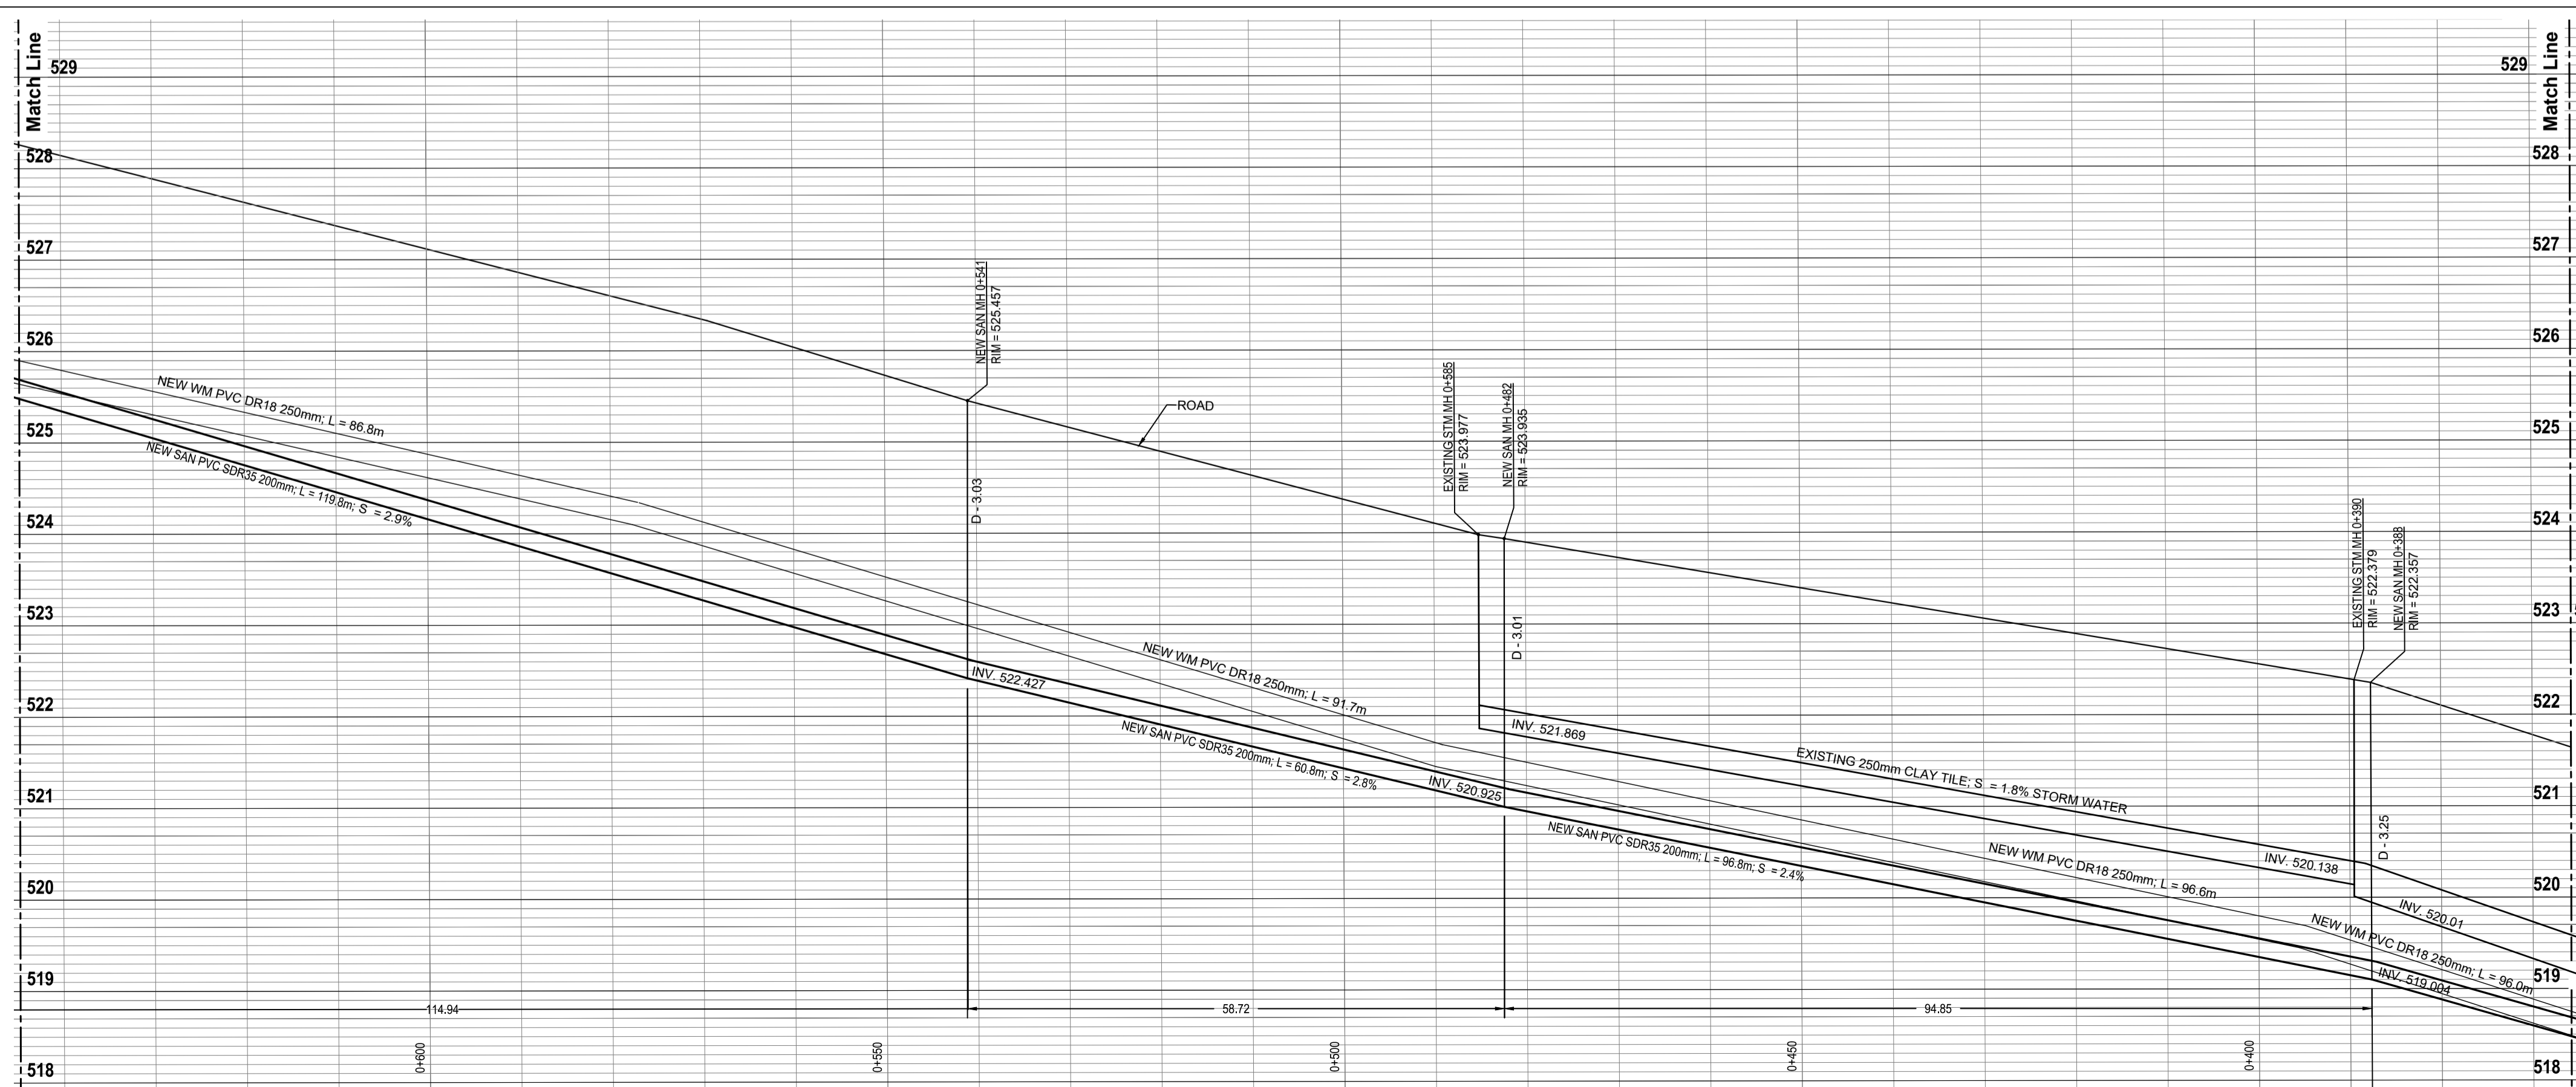 Match Line
Match Line
529
529
528
528
527
527
NEW SAN MH 0+541
RIM = 525.457
526
526
EXISTING STM MH 0+585
RIM = 523.977
NEW SAN MH 0+482
RIM = 523.935
NEW WM PVC DR18 250mm; L = 86.8m
ROAD
525
525
NEW SAN PVC SDR35 200mm; L = 119.8m; S = 2.9%
D - 3.03
524
524
EXISTING STM MH 0+390
RIM = 522.379
NEW SAN MH 0+388
RIM = 522.357
523
523
D - 3.01
NEW WM PVC DR18 250mm; L = 91.7m
INV. 522.427
522
522
NEW SAN PVC SDR35 200mm; L = 60.8m; S = 2.8%
INV. 521.869
EXISTING 250mm CLAY TILE; S = 1.8% STORM WATER
521
INV. 520.925
521
NEW SAN PVC SDR35 200mm; L = 96.8m; S = 2.4%
D - 3.25
NEW WM PVC DR18 250mm; L = 96.6m
INV. 520.138
520
520
INV. 520.01
NEW WM PVC DR18 250mm; L = 96.0m
519
519
INV. 519.004
114.94
58.72
94.85
0+600
0+550
0+500
0+450
0+400
518
518